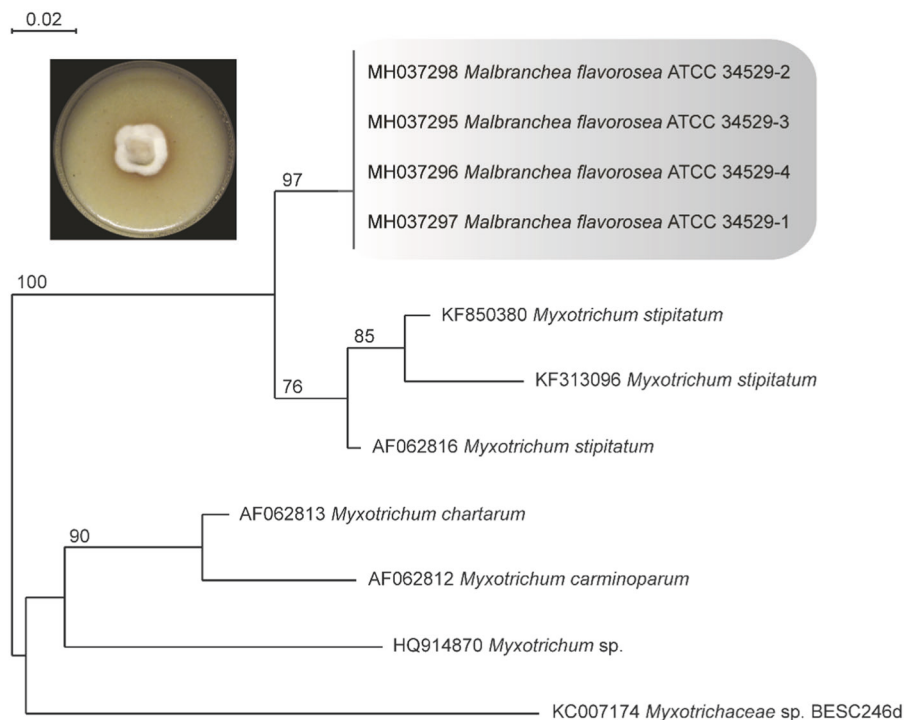 0.02
MH037298 Malbranchea flavorosea ATCC 34529-2
MH037295 Malbranchea flavorosea ATCC 34529-3
MH037296 Malbranchea flavorosea ATCC 34529-4
97
MH037297 Malbranchea flavorosea ATCC 34529-1
100
KF850380 Myxotrichum stipitatum
85
KF313096 Myxotrichum stipitatum
76
AF062816 Myxotrichum stipitatum
AF062813 Myxotrichum chartarum
90
AF062812 Myxotrichum carminoparum
HQ914870 Myxotrichum sp.
KC007174 Myxotrichaceae sp. BESC246d